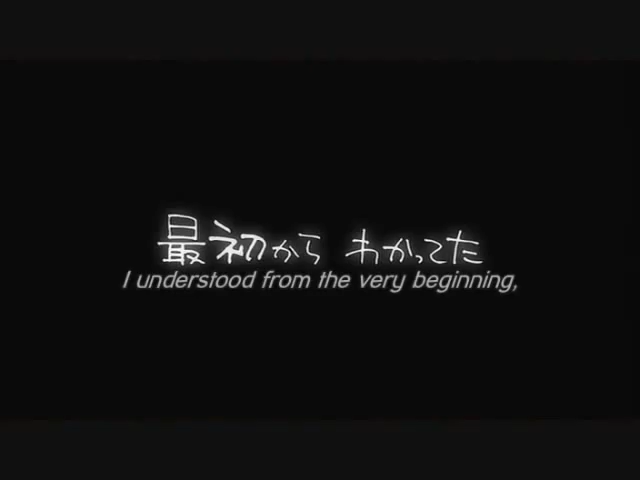 最初から わかってた
I understood from the very beginning,